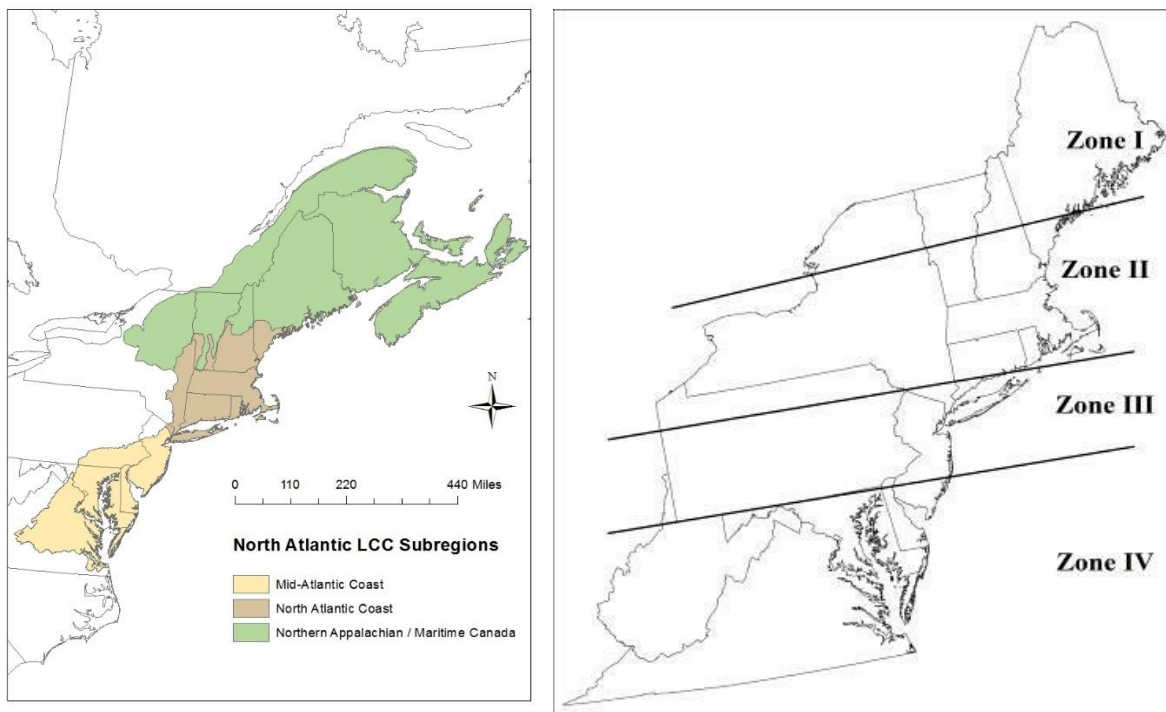 N
0 110 220 440 Miles
North Atlantic LCC Subregions
Mid-Atlantic Coast
North Atlantic Coast
Northern Appalachian / Maritime Canada
Zone I
Zone II
Zone III
Zone IV